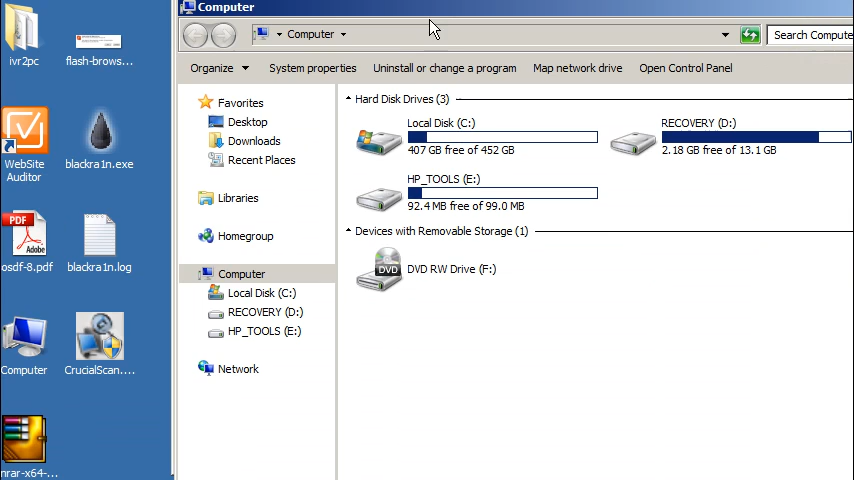 Computer
Computer
Search Compute
Organize
System properties
Uninstall or change a program
Map network drive
Open Control Panel
ivr2pc
flash-brows...
WebSite
Auditor
blackra1n.exe
PDF
Adobe
osdf-8.pdf
blackra1n.log
Computer
CrucialScan....
nrar-x64-...
Favorites
Desktop
Downloads
Recent Places
Libraries
Homegroup
Computer
Local Disk (C:)
RECOVERY (D:)
HP_TOOLS (E:)
Network
Hard Disk Drives (3)
Local Disk (C:)
407 GB free of 452 GB
RECOVERY (D:)
2.18 GB free of 13.1 GB
HP_TOOLS (E:)
92.4 MB free of 99.0 MB
Devices with Removable Storage (1)
DVD
DVD RW Drive (F:)